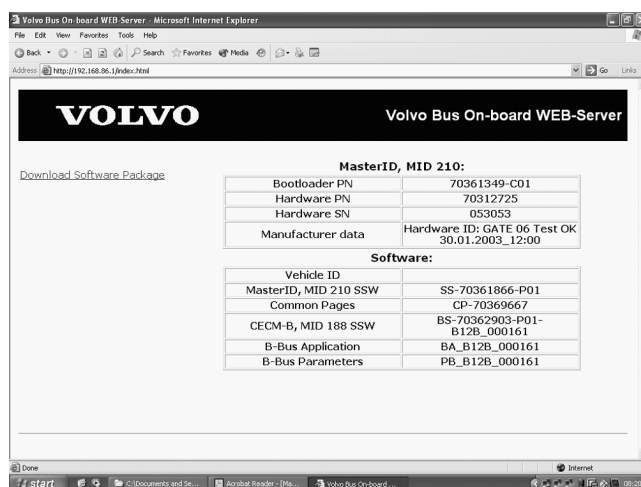 Volvo Bus On-board WEB-Server - Microsoft Internet Explorer
File Edit View Favorites Tools Help
Back Search Favorites Media
Address http://192.168.86.1/index.html Go Links
VOLVO Volvo Bus On-board WEB-Server
Download Software Package
MasterID, MID 210:
Bootloader PN 70361349-C01
Hardware PN 70312725
Hardware SN 053053
Manufacturer data Hardware ID: GATE 06 Test OK
30.01.2003_12:00
Software:
Vehicle ID
MasterID, MID 210 SSW SS-70361866-P01
Common Pages CP-70369667
CECM-B, MID 188 SSW BS-70362903-P01-
B12B_000161
B-Bus Application BA_B12B_000161
B-Bus Parameters PB_B12B_000161
Done Internet
start C:\Documents and Se... Acrobat Reader - [Ma... Volvo Bus On-board ... 08:20